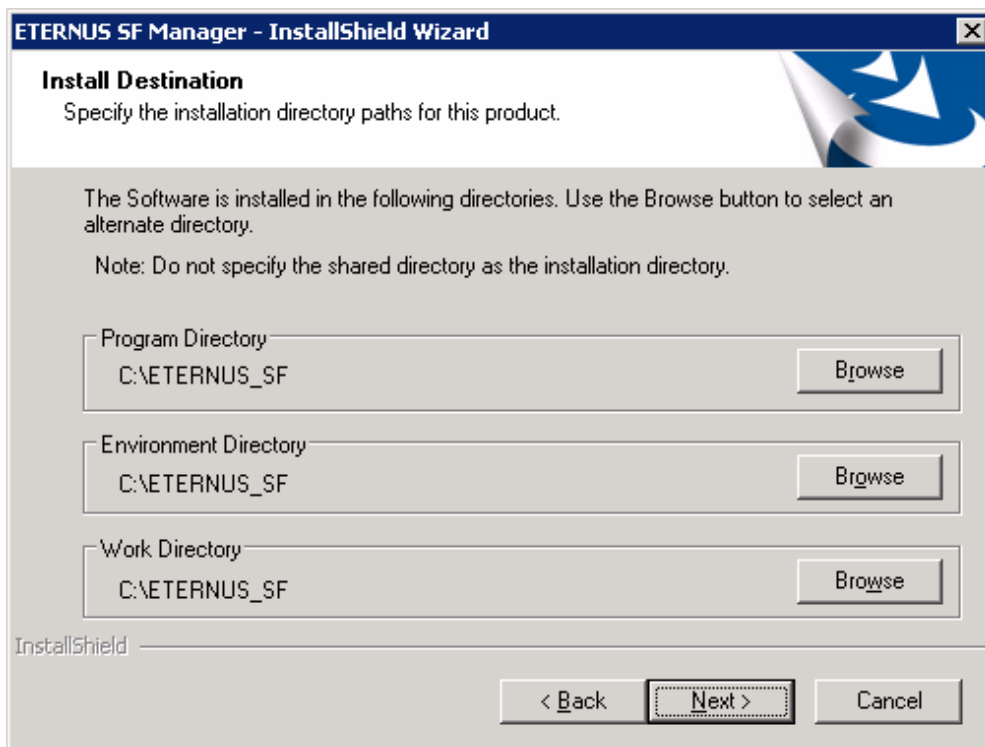 ETERNUS SF Manager - InstallShield Wizard
Install Destination
Specify the installation directory paths for this product.
The Software is installed in the following directories. Use the Browse button to select an
alternate directory.
Note: Do not specify the shared directory as the installation directory.
Program Directory
C:\ETERNUS_SF
Browse
Environment Directory
C:\ETERNUS_SF
Browse
Work Directory
C:\ETERNUS_SF
Browse
InstallShield
< Back Next > Cancel